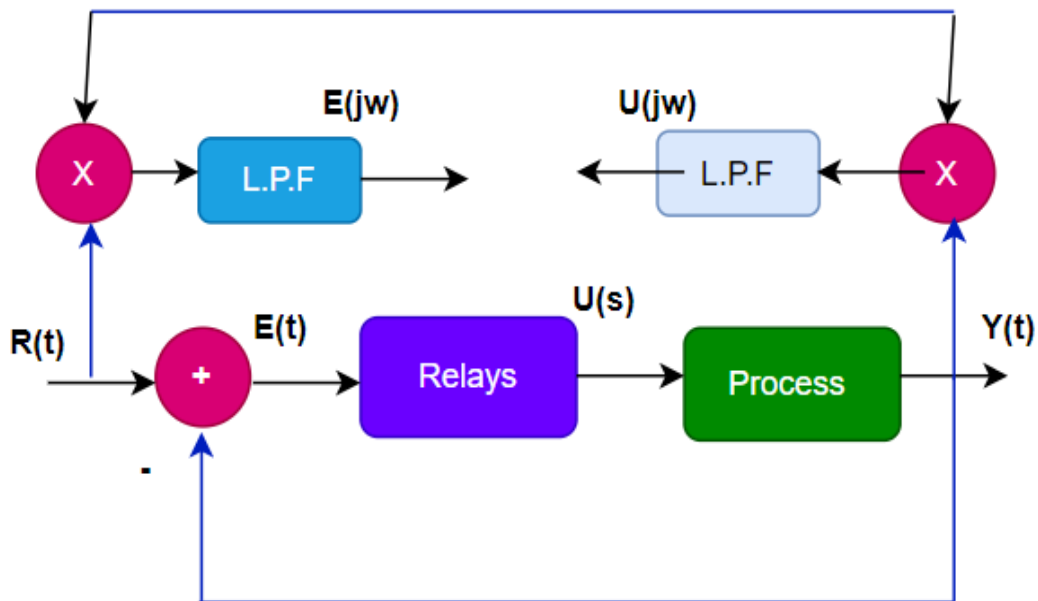 E(jw)
U(jw)
X
L.P.F
L.P.F
X
R(t)
E(t)
U(s)
Y(t)
+
Relays
Process
-